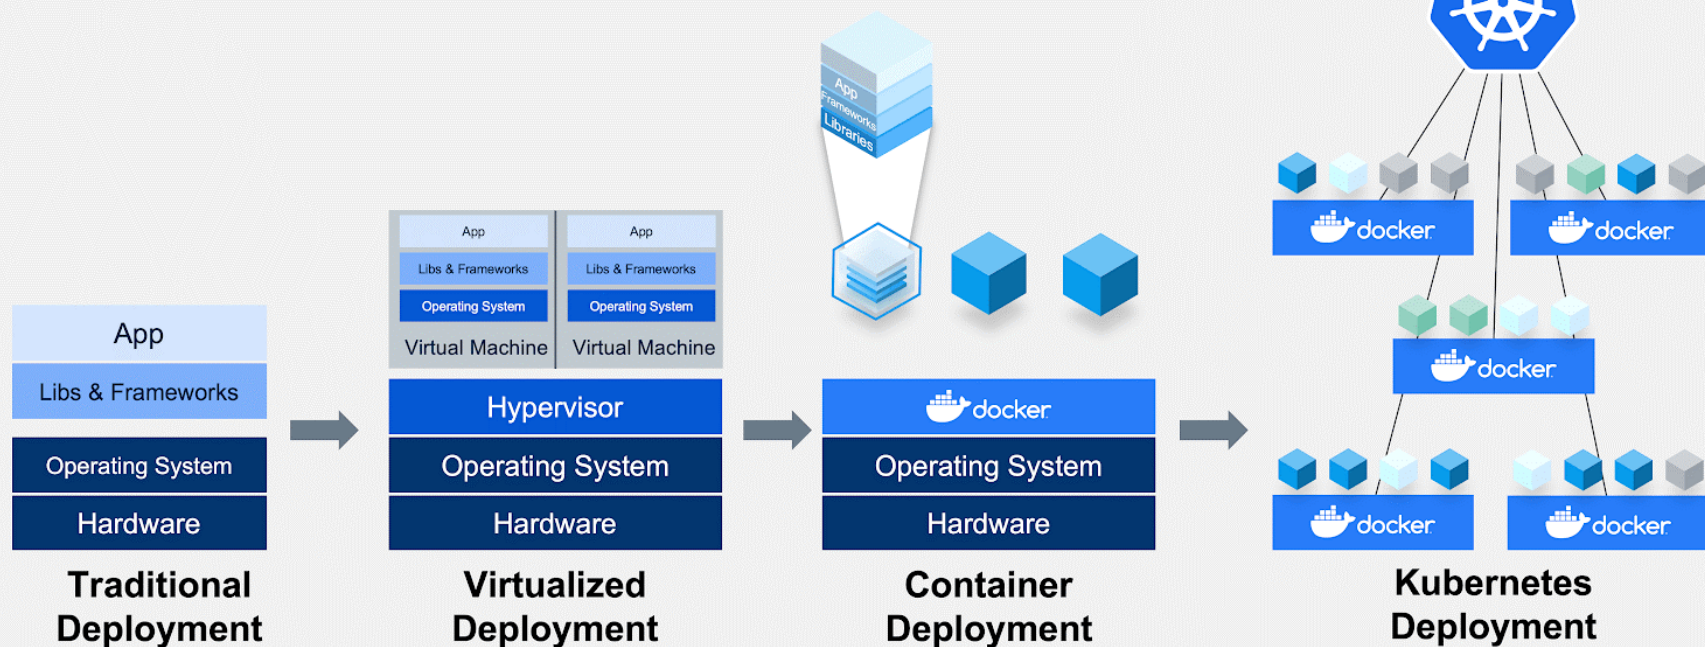 App
Libs & Frameworks
Operating System
Hardware
Traditional
Deployment
App
Libs & Frameworks
Operating System
Virtual Machine
App
Libs & Frameworks
Operating System
Virtual Machine
Hypervisor
Operating System
Hardware
Virtualized
Deployment
App
Frameworks
Libraries
docker
Operating System
Hardware
Container
Deployment
docker
docker
docker
docker
docker
Kubernetes
Deployment